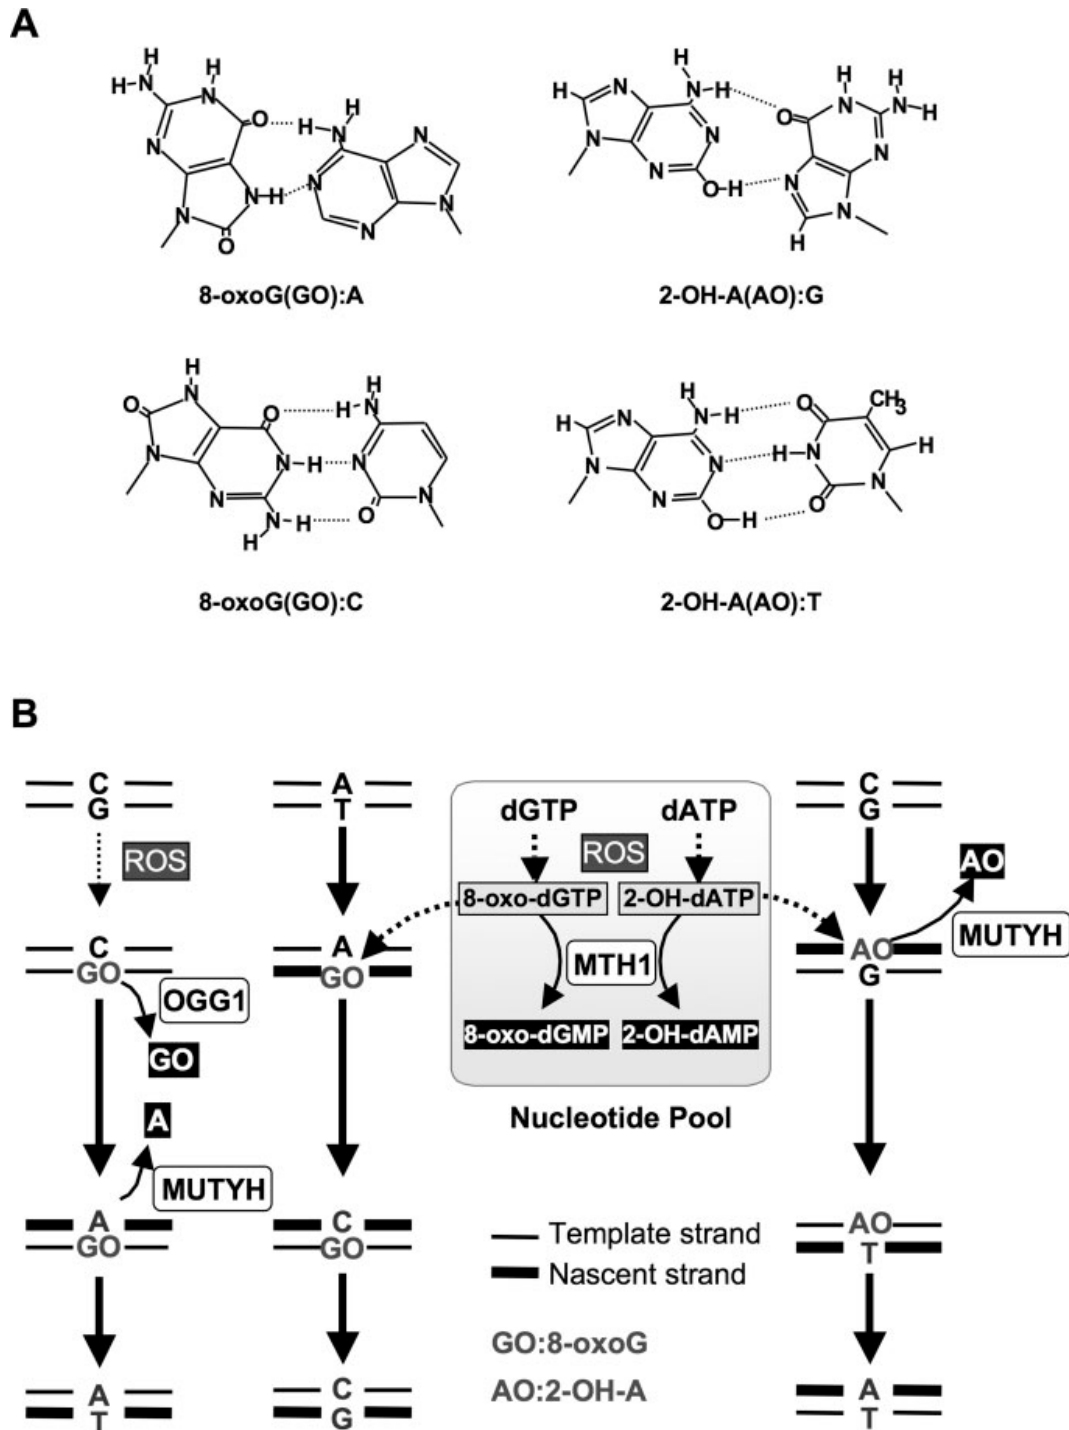 A
8-oxoG(GO):A
2-OH-A(AO):G
CH3
8-oxoG(GO):C
2-OH-A(AO):T
B
C
G
A
T
dGTP
dATP
C
G
ROS
ROS
AO
8-oxo-dGTP
2-OH-dATP
MUTYH
C
GO
A
GO
AO
G
MTH1
OGG1
8-oxo-dGMP
2-OH-dAMP
GO
Nucleotide Pool
A
MUTYH
A
GO
C
GO
AO
T
Template strand
Nascent strand
GO:8-oxoG
AO:2-OH-A
A
T
C
G
A
T